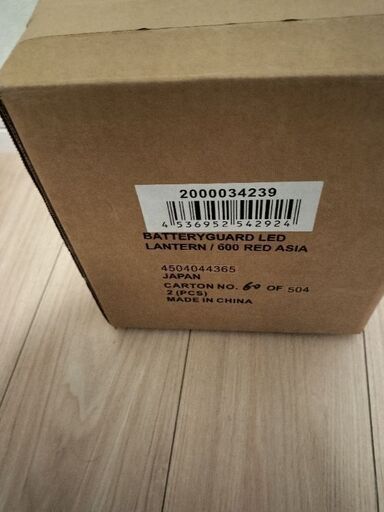 2000034239
4 536952 542924
BATTERYGUARD LED
LANTERN / 600 RED ASIA
4504044365
JAPAN
CARTON NO. 60 OF 504
2 (PCS)
MADE IN CHINA